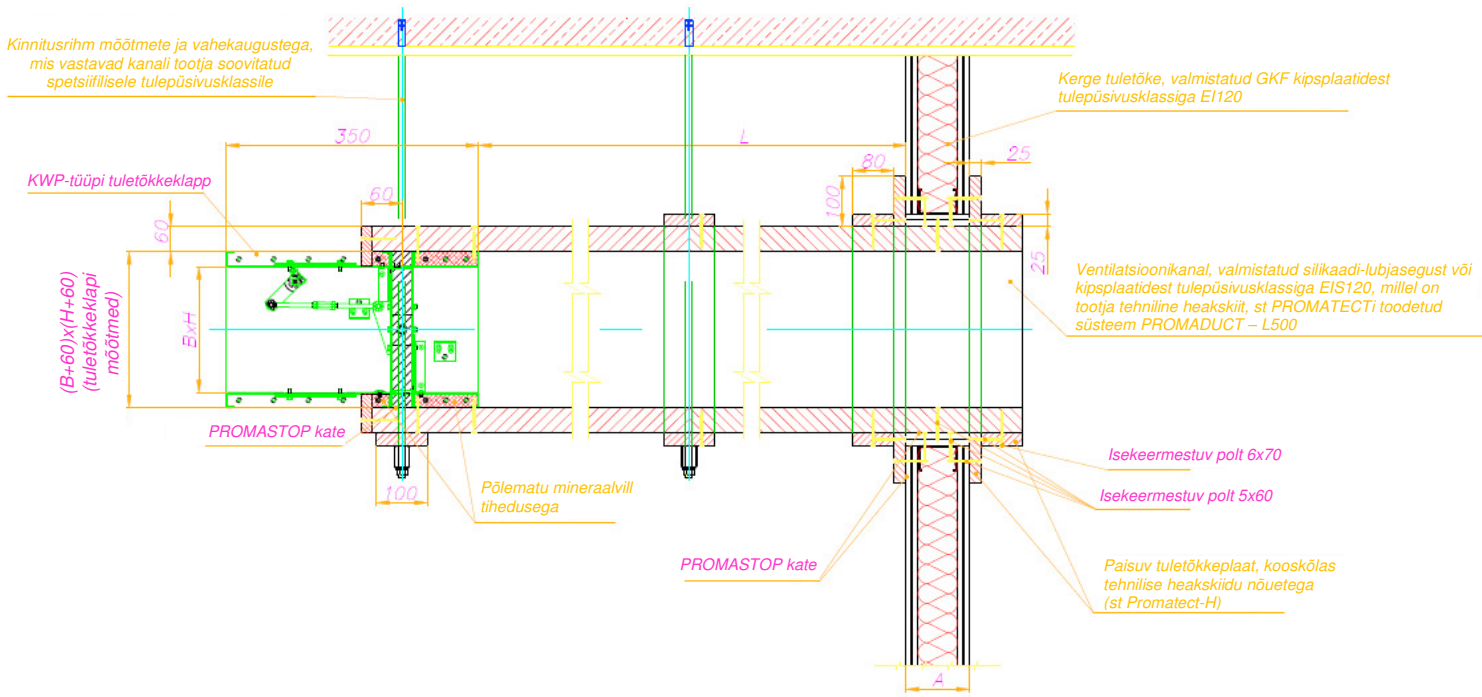 Kinnitusrihm mõõtmete ja vahekaugustega,
mis vastavad kanali tootja soovitatud
spetsiifilisele tulepüsivusklassile
Kerge tuletõke, valmistatud GKF kipsplaatidest
tulepüsivusklassiga EI120
350
L
25
80
KWP-tüüpi tuletõkkeklapp
60
100
60
25
(B+60)x(H+60)
(tuletõkkeklapi
mõõtmed)
BxH
Ventilatsioonikanal, valmistatud silikaadi-lubjasegust või
kipsplaatidest tulepüsivusklassiga EIS120, millel on
tootja tehniline heakskiit, st PROMATECTi toodetud
süsteem PROMADUCT – L500
PROMASTOP kate
Isekeermestuv polt 6x70
100
Põlematu mineraalvill
tihedusega
Isekeermestuv polt 5x60
PROMASTOP kate
Paisuv tuletõkkeplaat, kooskõlas
tehnilise heakskiidu nõuetega
(st Promatect-H)
A